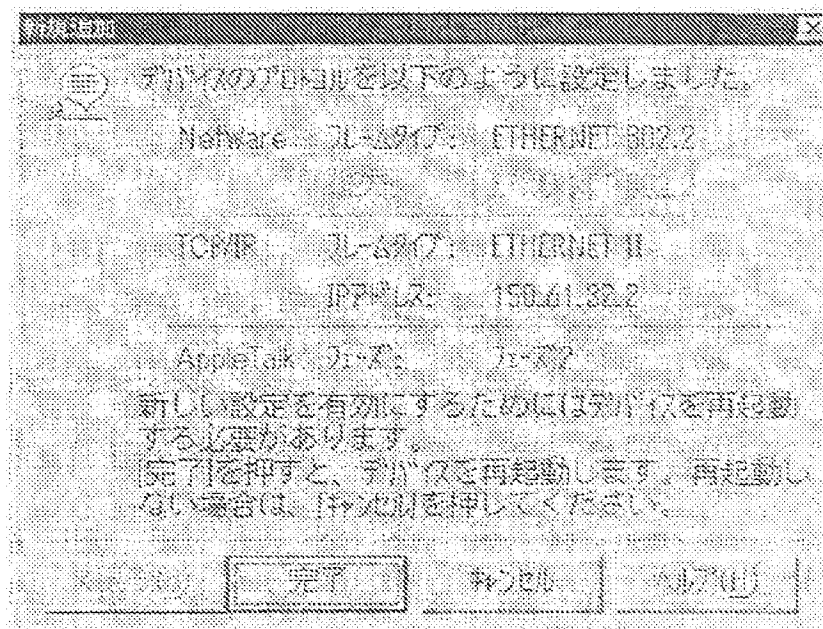 新規追加
デバイスのプロトコルを以下のように設定しました。
NetWare フレームタイプ: ETHERNET 802.2
TCP/IP フレームタイプ: ETHERNET II
IPアドレス: 150.61.32.2
AppleTalk フェーズ: フェーズ2
新しい設定を有効にするためにはデバイスを再起動
する必要があります。
[完了]を押すと、デバイスを再起動します。再起動し
ない場合は、[キャンセル]を押してください。
完了
キャンセル
ヘルプ(H)